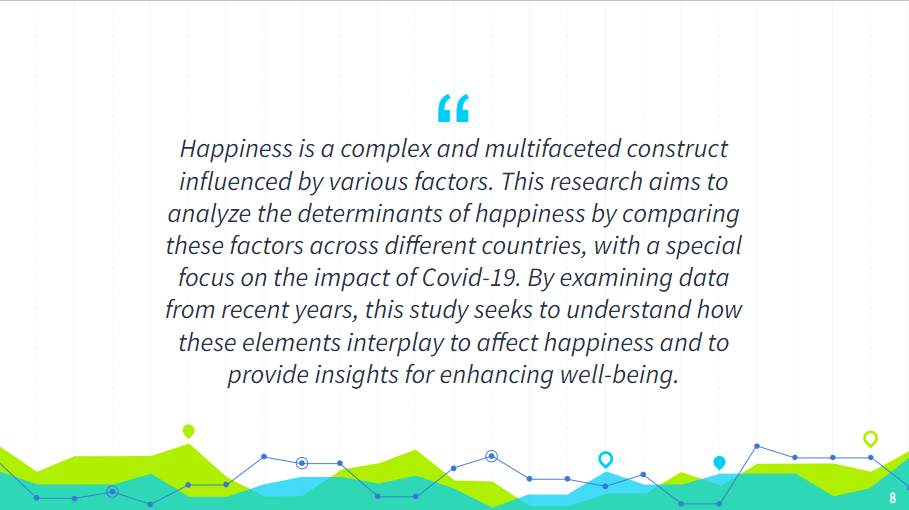 “
Happiness is a complex and multifaceted construct
influenced by various factors. This research aims to
analyze the determinants of happiness by comparing
these factors across different countries, with a special
focus on the impact of Covid-19. By examining data
from recent years, this study seeks to understand how
these elements interplay to affect happiness and to
provide insights for enhancing well-being.
8